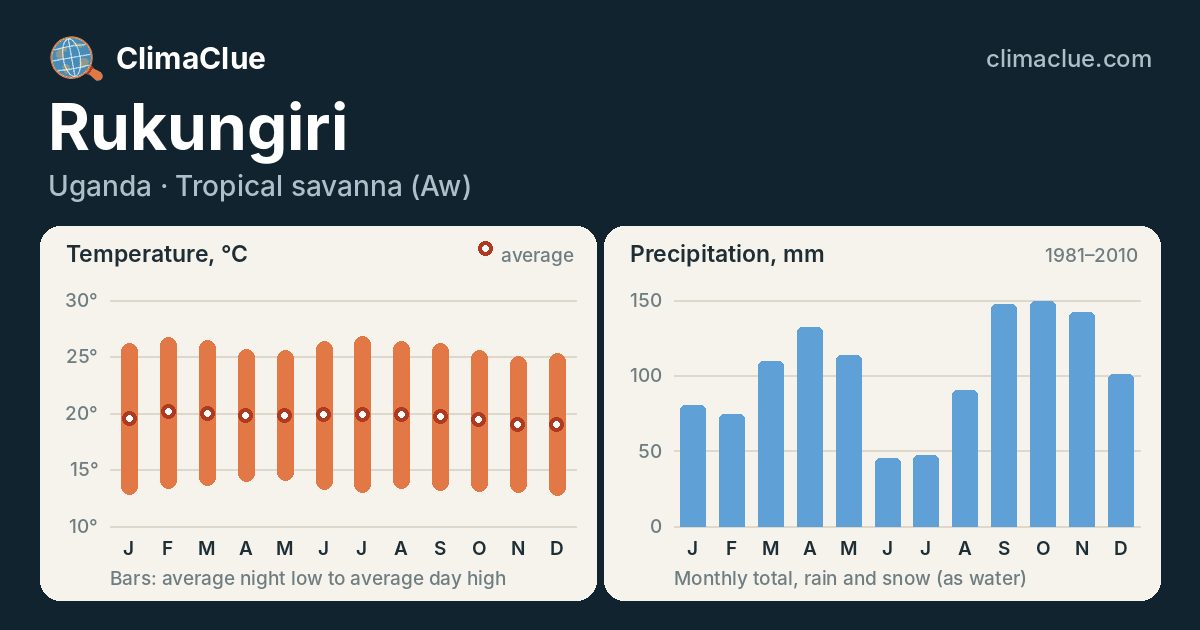 ClimaClue
climaclue.com
Rukungiri
Uganda · Tropical savanna (Aw)
Temperature, °C
average
30°
25°
20°
15°
10°
J F M A M J J A S O N D
Bars: average night low to average day high
Precipitation, mm
1981–2010
150
100
50
0
J F M A M J J A S O N D
Monthly total, rain and snow (as water)